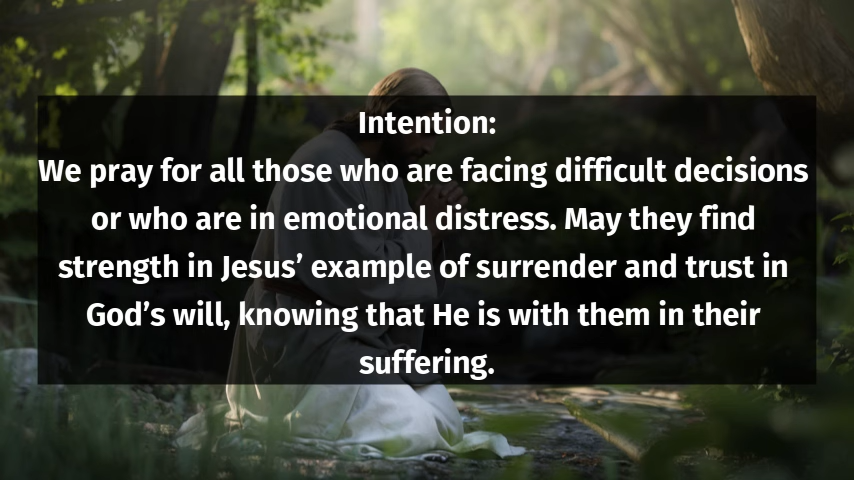 Intention:
We pray for all those who are facing difficult decisions
or who are in emotional distress. May they find
strength in Jesus’ example of surrender and trust in
God’s will, knowing that He is with them in their
suffering.